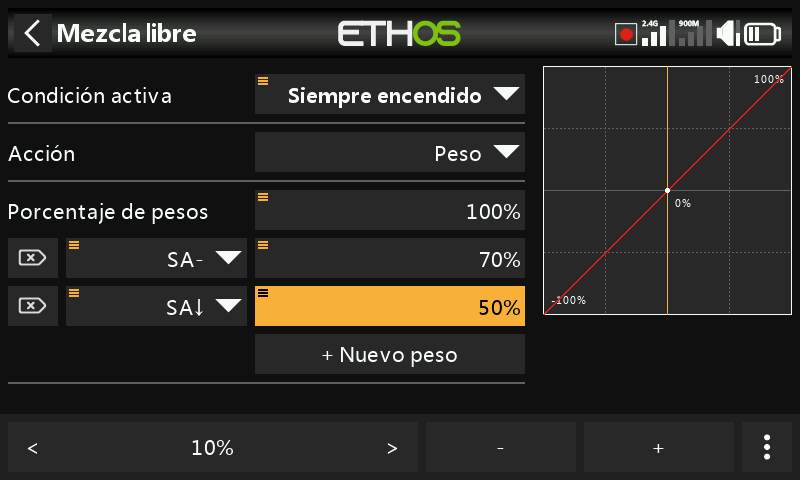 Mezcla libre
ETHOS
2.4G
900M
Condición activa
Siempre encendido
100%
Acción
Peso
Porcentaje de pesos
100%
0%
SA-
70%
SA↓
50%
-100%
+ Nuevo peso
<
10%
>
-
+